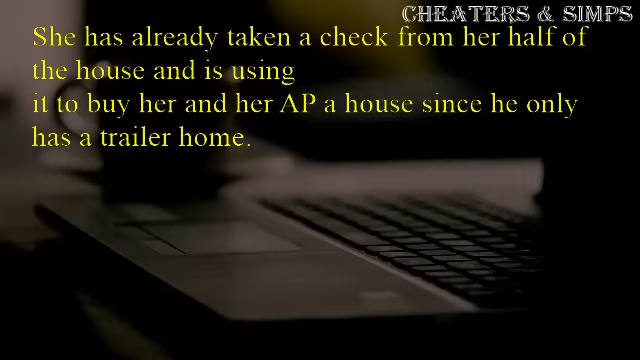 CHEATERS & SIMPS
She has already taken a check from her half of
the house and is using
it to buy her and her AP a house since he only
has a trailer home.